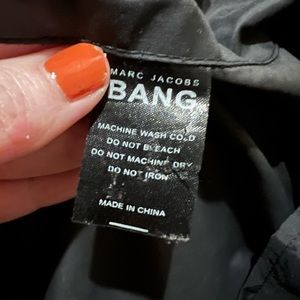 MARC JACOBS
BANG
MACHINE WASH COLD
DO NOT BLEACH
DO NOT MACHINE DRY
DO NOT IRON
MADE IN CHINA